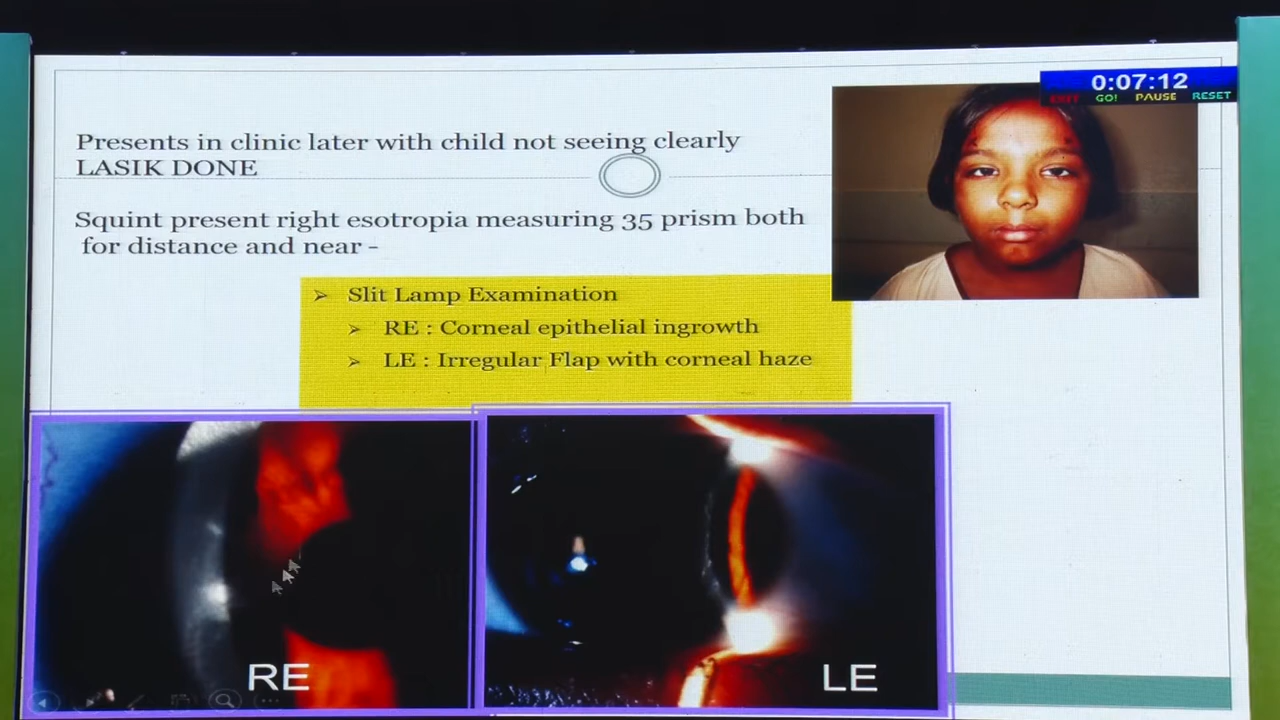 0:07:12
EXIT GO! PAUSE RESET
Presents in clinic later with child not seeing clearly
LASIK DONE
Squint present right esotropia measuring 35 prism both
for distance and near -
Slit Lamp Examination
RE : Corneal epithelial ingrowth
LE : Irregular Flap with corneal haze
RE
LE